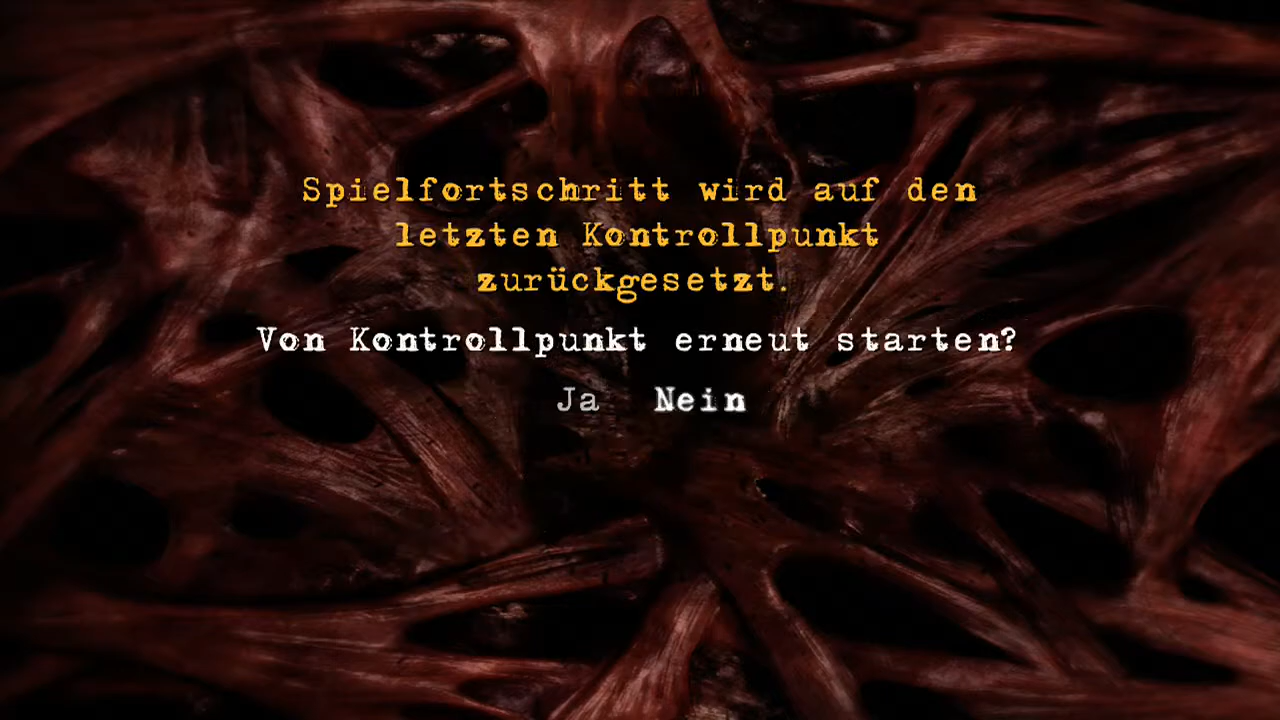 Spielfortschritt wird auf den
letzten Kontrollpunkt
zurückgesetzt.
Von Kontrollpunkt erneut starten?
Ja Nein